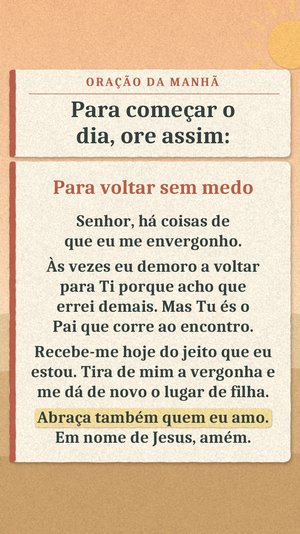 ORAÇÃO DA MANHÃ
Para começar o
dia, ore assim:
Para voltar sem medo
Senhor, há coisas de
que eu me envergonho.
Às vezes eu demoro a voltar
para Ti porque acho que
errei demais. Mas Tu és o
Pai que corre ao encontro.
Recebe-me hoje do jeito que eu
estou. Tira de mim a vergonha e
me dá de novo o lugar de filha.
Abraça também quem eu amo.
Em nome de Jesus, amém.